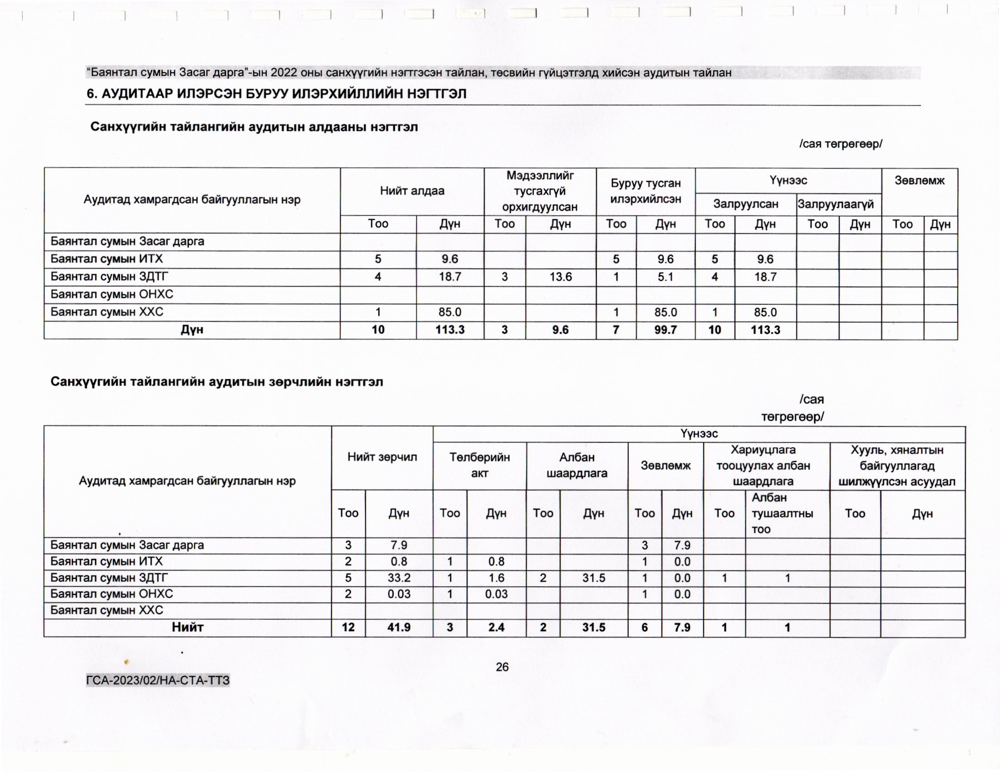 “Баянтал сумын Засаг дарга”-ын 2022 оны санхүүгийн нэгтгэсэн тайлан, төсвийн гүйцэтгэлд хийсэн аудитын тайлан
6. АУДИТААР ИЛЭРСЭН БУРУУ ИЛЭРХИЙЛЛИЙН НЭГТГЭЛ
Санхүүгийн тайлангийн аудитын алдааны нэгтгэл
/сая төгрөгөөр/
Аудитад хамрагдсан байгууллагын нэр
Нийт алдаа
Мэдээллийг
тусгахгүй
орхигдуулсан
Буруу тусган
илэрхийлсэн
Үүнээс
Зөвлөмж
Залруулсан Залруулаагүй
Тоо Дүн Тоо Дүн Тоо Дүн Тоо Дүн Тоо Дүн Тоо Дүн
Баянтал сумын Засаг дарга
Баянтал сумын ИТХ 5 9.6 5 9.6 5 9.6
Баянтал сумын ЗДТГ 4 18.7 3 13.6 1 5.1 4 18.7
Баянтал сумын ОНХС
Баянтал сумын ХХС 1 85.0 1 85.0 1 85.0
Дүн 10 113.3 3 9.6 7 99.7 10 113.3
Санхүүгийн тайлангийн аудитын зөрчлийн нэгтгэл
/сая
төгрөгөөр/
Аудитад хамрагдсан байгууллагын нэр
Нийт зөрчил
Үүнээс
Төлбөрийн
акт
Албан
шаардлага
Зөвлөмж
Хариуцлага
тооцуулах албан
шаардлага
Хууль, хяналтын
байгууллагад
шилжүүлсэн асуудал
Тоо Дүн Тоо Дүн Тоо Дүн Тоо Дүн Тоо
Албан
тушаалтны
тоо
Тоо Дүн
Баянтал сумын Засаг дарга 3 7.9 3 7.9
Баянтал сумын ИТХ 2 0.8 1 0.8 1 0.0
Баянтал сумын ЗДТГ 5 33.2 1 1.6 2 31.5 1 0.0 1 1
Баянтал сумын ОНХС 2 0.03 1 0.03 1 0.0
Баянтал сумын ХХС
Нийт 12 41.9 3 2.4 2 31.5 6 7.9 1 1
26
ГСА-2023/02/НА-СТА-ТТЗ